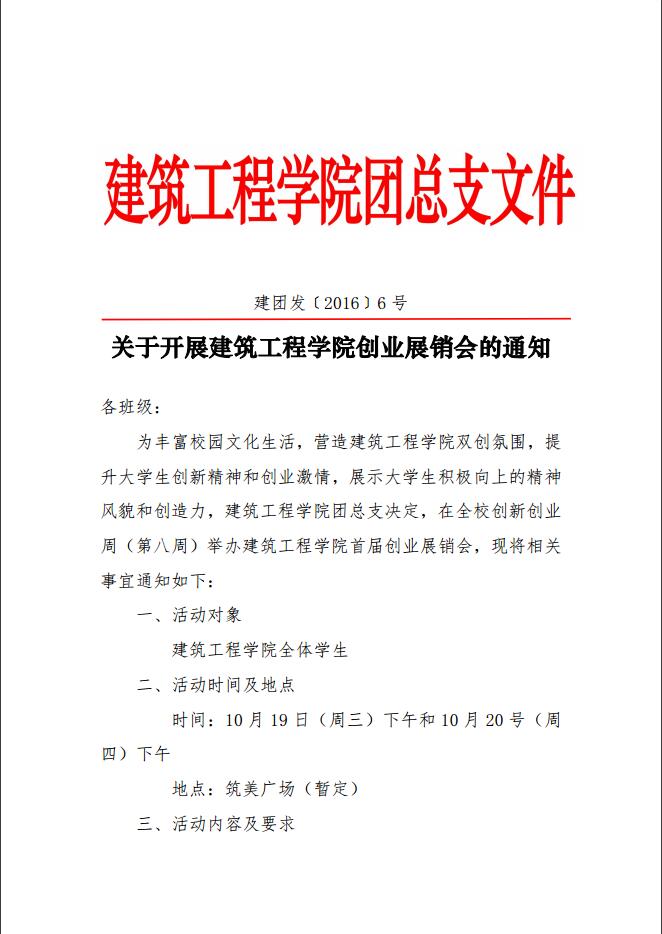 建筑工程学院团总支文件
建团发〔2016〕6 号
关于开展建筑工程学院创业展销会的通知
各班级：
为丰富校园文化生活，营造建筑工程学院双创氛围，提
升大学生创新精神和创业激情，展示大学生积极向上的精神
风貌和创造力，建筑工程学院团总支决定，在全校创新创业
周（第八周）举办建筑工程学院首届创业展销会，现将相关
事宜通知如下：
一、活动对象
建筑工程学院全体学生
二、活动时间及地点
时间：10 月 19 日（周三）下午和 10 月 20 号（周
四）下午
地点：筑美广场（暂定）
三、活动内容及要求